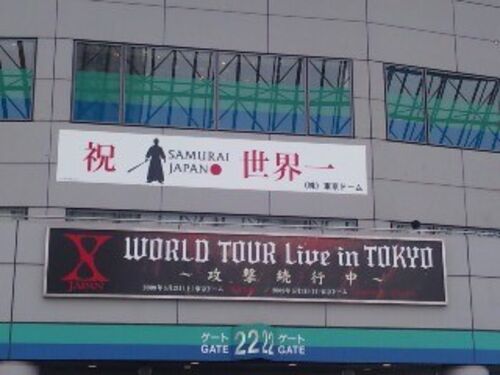 祝 SAMURAI JAPAN 世界一
(株)東京ドーム
X JAPAN
WORLD TOUR Live in TOKYO
～攻撃続行中～
ゲート GATE 22 22 ゲート GATE